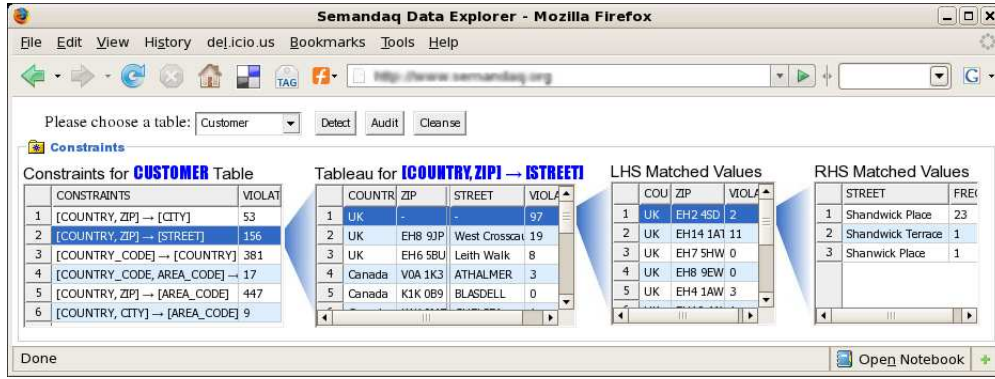 Semandaq Data Explorer - Mozilla Firefox
File Edit View History del.icio.us Bookmarks Tools Help
TAG
G
Please choose a table: Customer Detect Audit Cleanse
Constraints
Constraints for CUSTOMER Table
CONSTRAINTS VIOLAT
1 [COUNTRY, ZIP] → [CITY] 53
2 [COUNTRY, ZIP] → [STREET] 156
3 [COUNTRY_CODE] → [COUNTRY] 381
4 [COUNTRY_CODE, AREA_CODE] → 17
5 [COUNTRY, ZIP] → [AREA_CODE] 447
6 [COUNTRY, CITY] → [AREA_CODE] 9
Tableau for [COUNTRY, ZIP] → [STREET]
COUNTR ZIP STREET VIOLA
1 UK - - 97
2 UK EH8 9JP West Crosscau 19
3 UK EH6 5BU Leith Walk 8
4 Canada V0A 1K3 ATHALMER 3
5 Canada K1K 0B9 BLASDELL 0
LHS Matched Values
COU ZIP VIOLA
1 UK EH2 4SD 2
2 UK EH14 1AT 11
3 UK EH7 5HW 0
4 UK EH8 9EW 0
5 UK EH4 1AW 3
RHS Matched Values
STREET FREC
1 Shandwick Place 23
2 Shandwick Terrace 1
3 Shanwick Place 1
Done Open Notebook